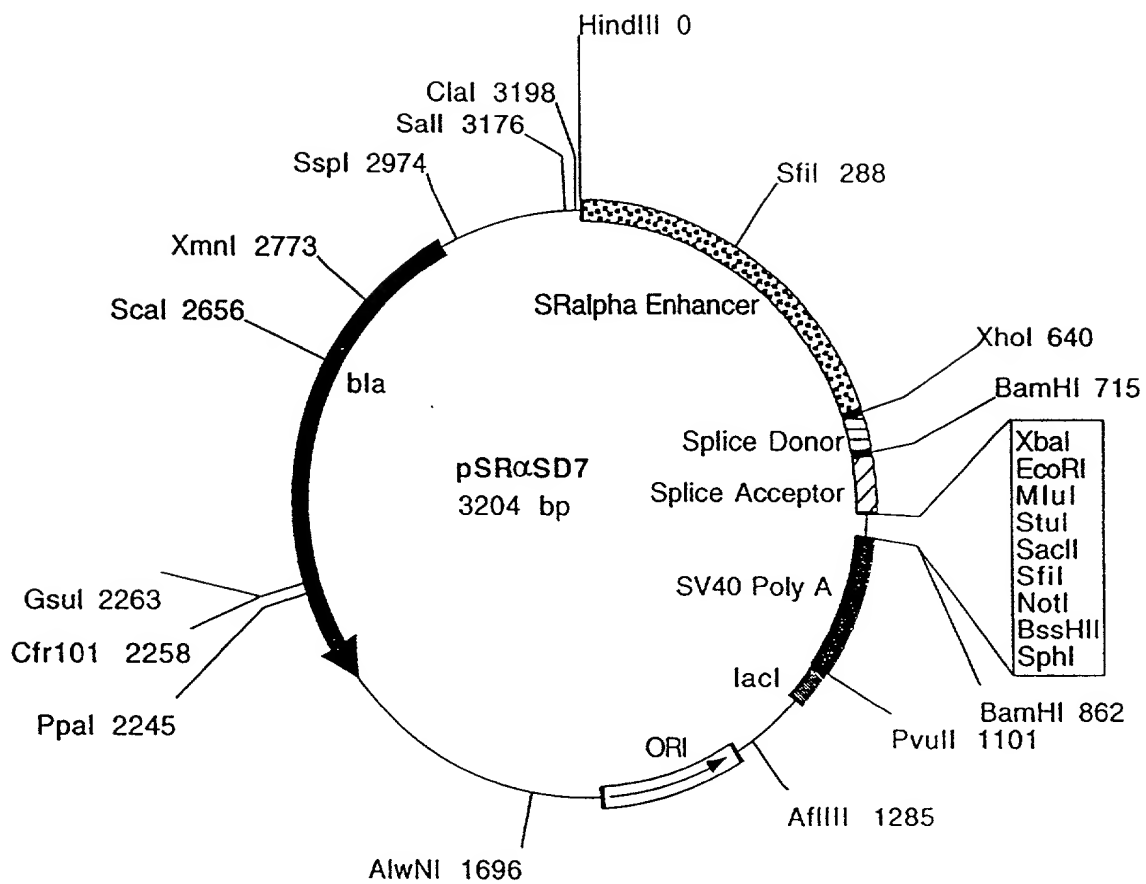 HindIII 0
ClaI 3198
SalI 3176
SspI 2974
SfiI 288
XmnI 2773
ScaI 2656
SRalpha Enhancer
XhoI 640
bla
BamHI 715
Splice Donor
XbaI
pSRαSD7
EcoRI
Splice Acceptor
MluI
3204 bp
StuI
SacII
SfiI
SV40 Poly A
NotI
GsuI 2263
BssHII
Cfr101 2258
SphI
lacI
BamHI 862
PpaI 2245
PvuII 1101
ORI
AflIII 1285
AlwNI 1696